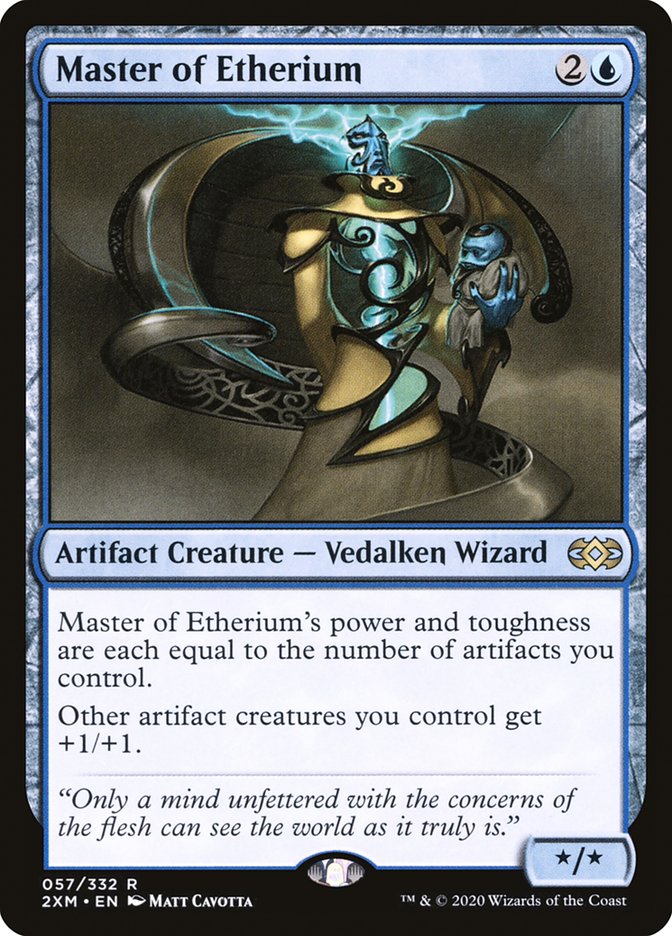 Master of Etherium 2
Artifact Creature — Vedalken Wizard
Master of Etherium's power and toughness
are each equal to the number of artifacts you
control.
Other artifact creatures you control get
+1/+1.
“Only a mind unfettered with the concerns of
the flesh can see the world as it truly is.”
★/★
057/332 R
2XM • EN Matt Cavotta
™ & © 2020 Wizards of the Coast